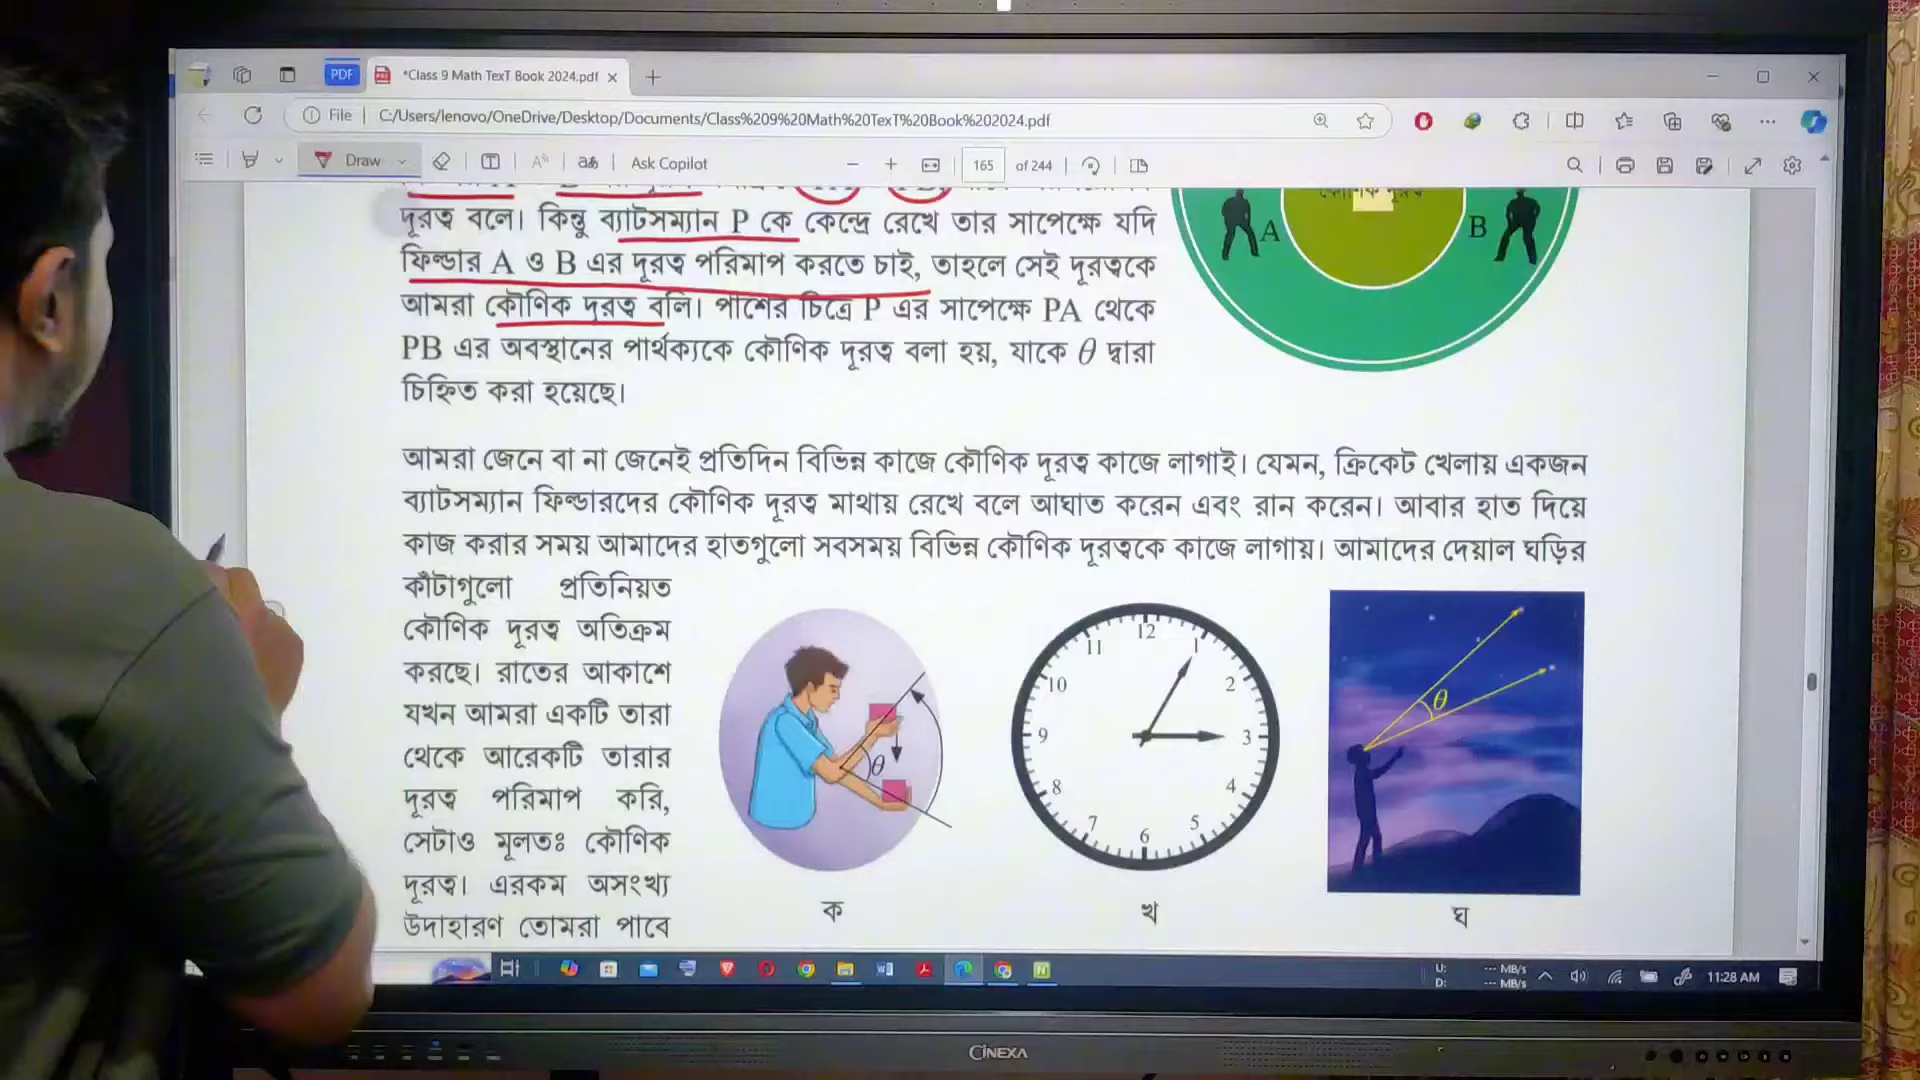 PDF
*Class 9 Math TexT Book 2024.pdf
File
C:/Users/lenovo/OneDrive/Desktop/Documents/Class%209%20Math%20TexT%20Book%202024.pdf
Draw
Ask Copilot
165 of 244
দূরত্ব বলে। কিন্তু ব্যাটসম্যান P কে কেন্দ্রে রেখে তার সাপেক্ষে যদি
ফিল্ডার A ও B এর দূরত্ব পরিমাপ করতে চাই, তাহলে সেই দূরত্বকে
আমরা কৌণিক দূরত্ব বলি। পাশের চিত্রে P এর সাপেক্ষে PA থেকে
PB এর অবস্থানের পার্থক্যকে কৌণিক দূরত্ব বলা হয়, যাকে θ দ্বারা
চিহ্নিত করা হয়েছে।
A
B
আমরা জেনে বা না জেনেই প্রতিদিন বিভিন্ন কাজে কৌণিক দূরত্ব কাজে লাগাই। যেমন, ক্রিকেট খেলায় একজন
ব্যাটসম্যান ফিল্ডারদের কৌণিক দূরত্ব মাথায় রেখে বলে আঘাত করেন এবং রান করেন। আবার হাত দিয়ে
কাজ করার সময় আমাদের হাতগুলো সবসময় বিভিন্ন কৌণিক দূরত্বকে কাজে লাগায়। আমাদের দেয়াল ঘড়ির
কাঁটাগুলো প্রতিনিয়ত
কৌণিক দূরত্ব অতিক্রম
করছে। রাতের আকাশে
যখন আমরা একটি তারা
থেকে আরেকটি তারার
দূরত্ব পরিমাপ করি,
সেটাও মূলতঃ কৌণিক
দূরত্ব। এরকম অসংখ্য
উদাহরণ তোমরা পাবে
θ
12
1
2
3
4
5
6
7
8
9
10
11
θ
ক
খ
ঘ
U: --- MB/s
D: --- MB/s
11:28 AM
CINEXA